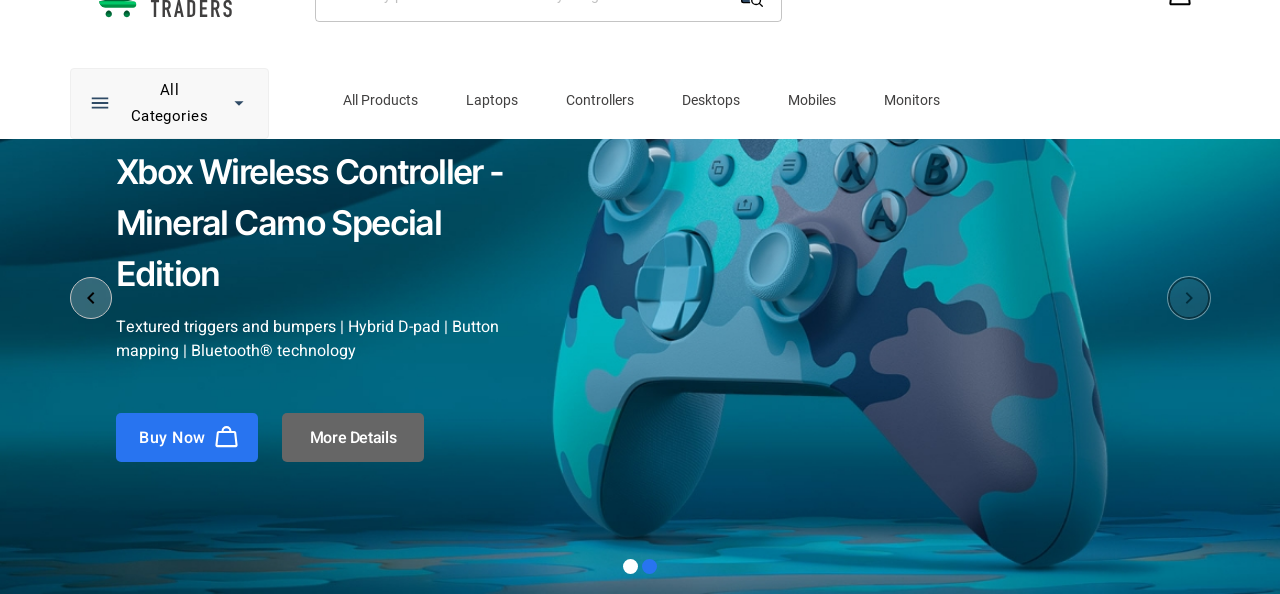 TRADERS
All
Categories
All Products
Laptops
Controllers
Desktops
Mobiles
Monitors
Xbox Wireless Controller -
Mineral Camo Special
Edition
Textured triggers and bumpers | Hybrid D-pad | Button
mapping | Bluetooth® technology
Buy Now
More Details
X
B
A